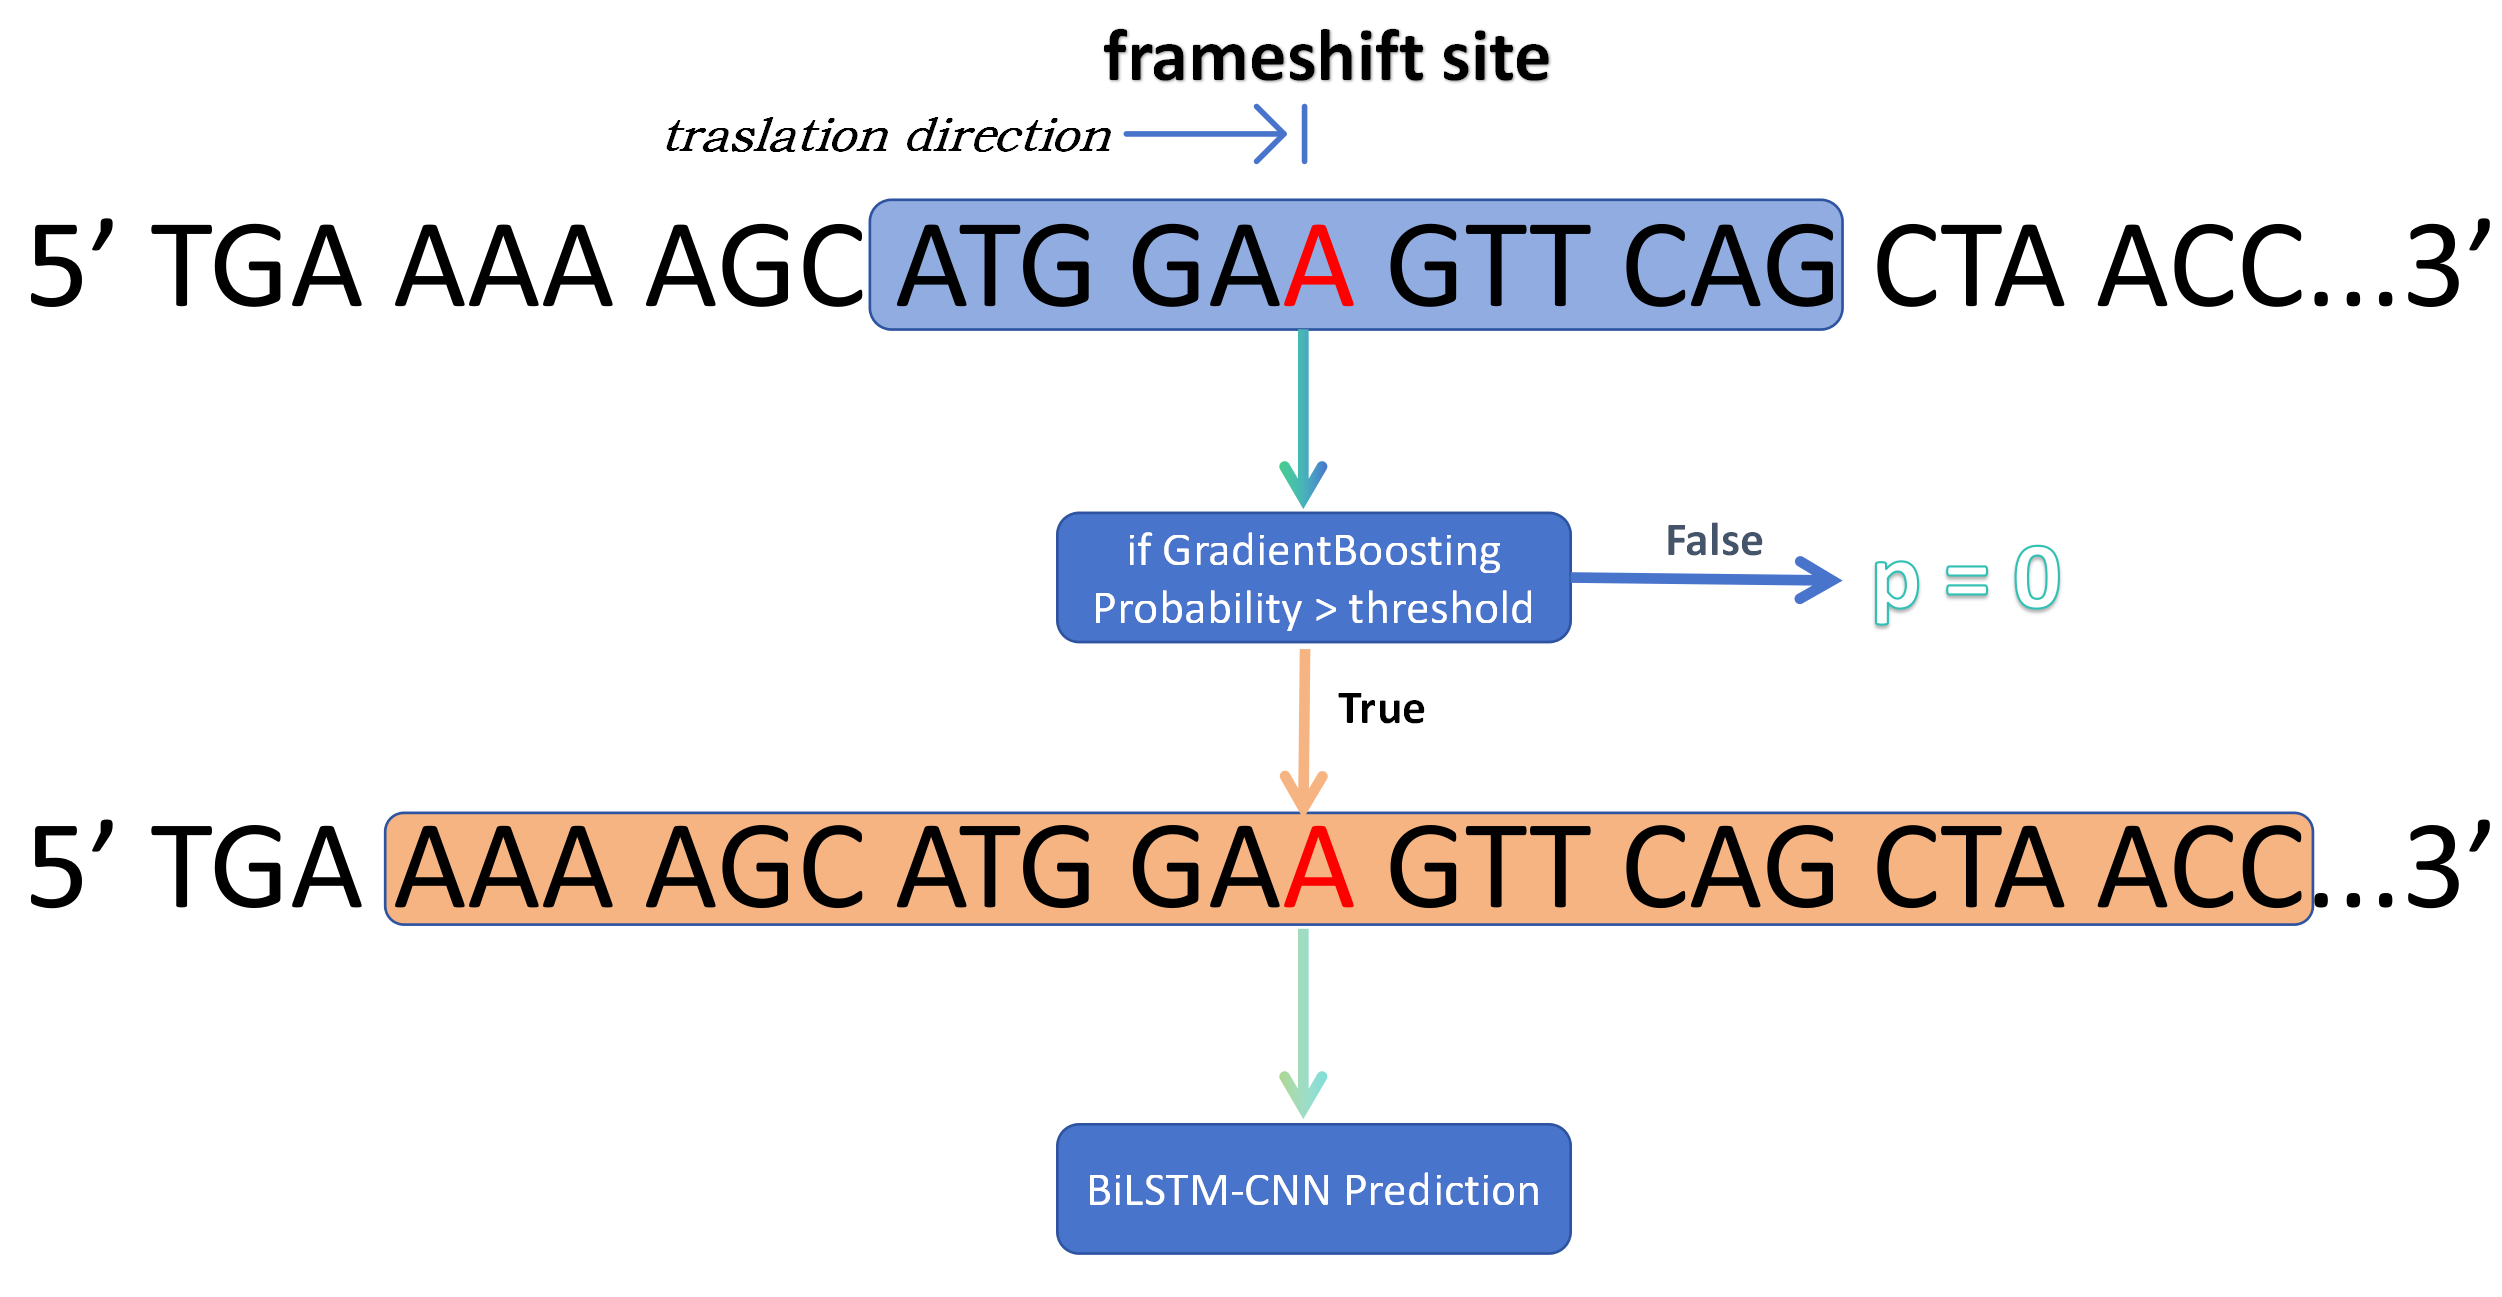 frameshift site
traslation direction
5’ TGA AAA AGC ATG GAA GTT CAG CTA ACC...3’
if GradientBoosting
Probability > threshold
False
p = 0
True
5’ TGA AAA AGC ATG GAA GTT CAG CTA ACC...3’
BiLSTM-CNN Prediction